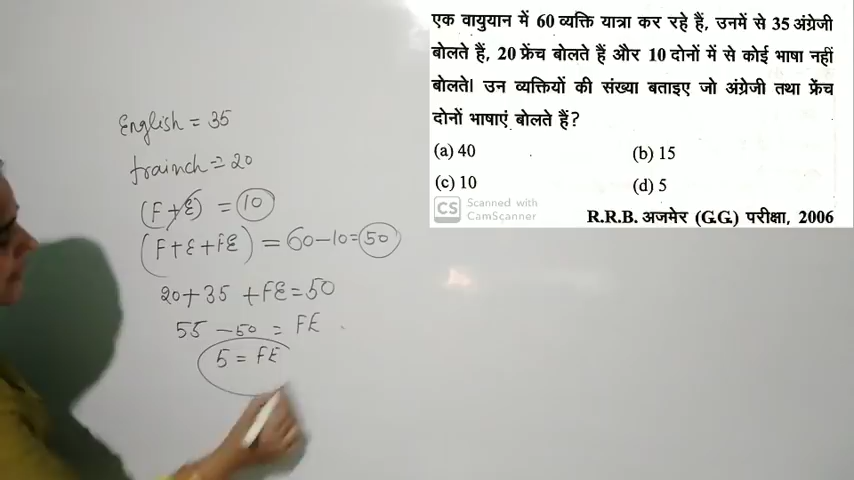 एक वायुयान में 60 व्यक्ति यात्रा कर रहे हैं, उनमें से 35 अंग्रेजी
बोलते हैं, 20 फ्रेंच बोलते हैं और 10 दोनों में से कोई भाषा नहीं
बोलते। उन व्यक्तियों की संख्या बताइए जो अंग्रेजी तथा फ्रेंच
दोनों भाषाएं बोलते हैं?
(a) 40 (b) 15
(c) 10 (d) 5
CS Scanned with CamScanner
R.R.B. अजमेर (G.G.) परीक्षा, 2006
English = 35
frainch = 20
(F+E) = 10
(F+E+FE) = 60-10=50
20+35 +FE=50
55 -50 = FE
5 = FE